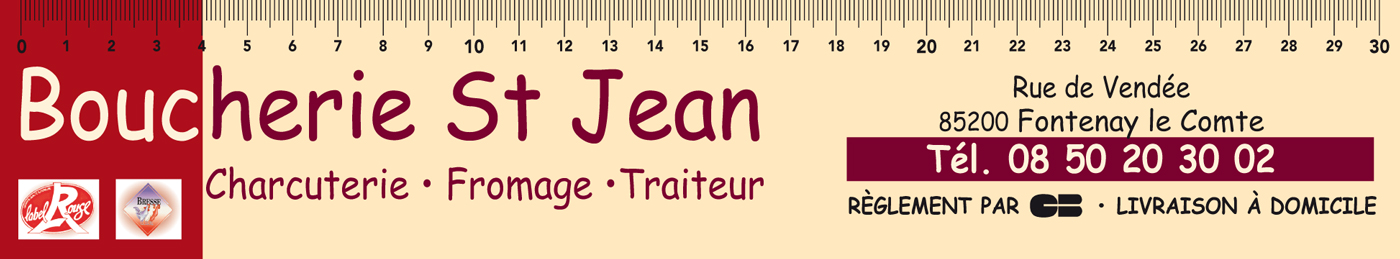 0 1 2 3 4 5 6 7 8 9 10 11 12 13 14 15 16 17 18 19 20 21 22 23 24 25 26 27 28 29 30
Boucherie St Jean
Charcuterie • Fromage • Traiteur
label Rouge
BRESSE
Rue de Vendée
85200 Fontenay le Comte
Tél. 08 50 20 30 02
RÈGLEMENT PAR CB • LIVRAISON À DOMICILE